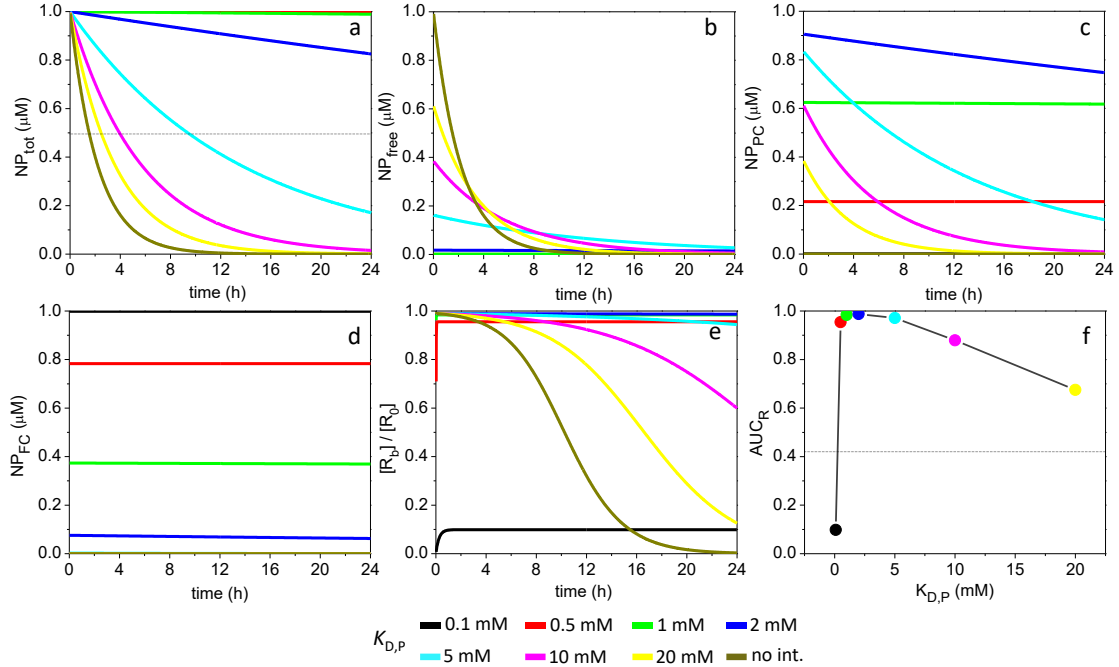 a
NP_tot (μM)
1.0
0.8
0.6
0.4
0.2
0.0
0 4 8 12 16 20 24
time (h)
b
NP_free (μM)
1.0
0.8
0.6
0.4
0.2
0.0
0 4 8 12 16 20 24
time (h)
c
NP_PC (μM)
1.0
0.8
0.6
0.4
0.2
0.0
0 4 8 12 16 20 24
time (h)
d
NP_FC (μM)
1.0
0.8
0.6
0.4
0.2
0.0
0 4 8 12 16 20 24
time (h)
e
[R_b] / [R_0]
1.0
0.8
0.6
0.4
0.2
0.0
0 4 8 12 16 20 24
time (h)
f
AUC_R
1.0
0.8
0.6
0.4
0.2
0.0
0 5 10 15 20
K_D,P (mM)
K_D,P
0.1 mM 0.5 mM 1 mM 2 mM
5 mM 10 mM 20 mM no int.